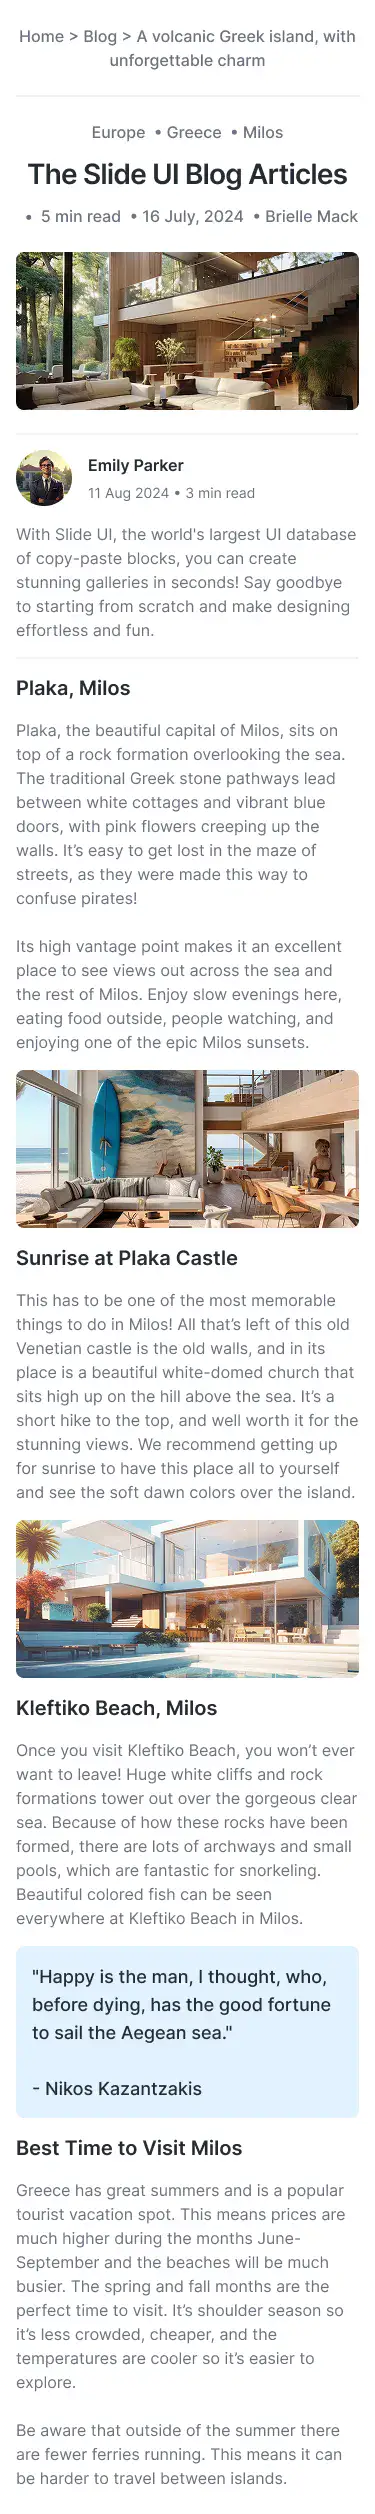 Home > Blog > A volcanic Greek island, with
unforgettable charm
Europe • Greece • Milos
The Slide UI Blog Articles
• 5 min read • 16 July, 2024 • Brielle Mack
Emily Parker
11 Aug 2024 • 3 min read
With Slide UI, the world's largest UI database
of copy-paste blocks, you can create
stunning galleries in seconds! Say goodbye
to starting from scratch and make designing
effortless and fun.
Plaka, Milos
Plaka, the beautiful capital of Milos, sits on
top of a rock formation overlooking the sea.
The traditional Greek stone pathways lead
between white cottages and vibrant blue
doors, with pink flowers creeping up the
walls. It’s easy to get lost in the maze of
streets, as they were made this way to
confuse pirates!
Its high vantage point makes it an excellent
place to see views out across the sea and
the rest of Milos. Enjoy slow evenings here,
eating food outside, people watching, and
enjoying one of the epic Milos sunsets.
Sunrise at Plaka Castle
This has to be one of the most memorable
things to do in Milos! All that’s left of this old
Venetian castle is the old walls, and in its
place is a beautiful white-domed church that
sits high up on the hill above the sea. It’s a
short hike to the top, and well worth it for the
stunning views. We recommend getting up
for sunrise to have this place all to yourself
and see the soft dawn colors over the island.
Kleftiko Beach, Milos
Once you visit Kleftiko Beach, you won’t ever
want to leave! Huge white cliffs and rock
formations tower out over the gorgeous clear
sea. Because of how these rocks have been
formed, there are lots of archways and small
pools, which are fantastic for snorkeling.
Beautiful colored fish can be seen
everywhere at Kleftiko Beach in Milos.
"Happy is the man, I thought, who,
before dying, has the good fortune
to sail the Aegean sea."
- Nikos Kazantzakis
Best Time to Visit Milos
Greece has great summers and is a popular
tourist vacation spot. This means prices are
much higher during the months June-
September and the beaches will be much
busier. The spring and fall months are the
perfect time to visit. It’s shoulder season so
it’s less crowded, cheaper, and the
temperatures are cooler so it’s easier to
explore.
Be aware that outside of the summer there
are fewer ferries running. This means it can
be harder to travel between islands.